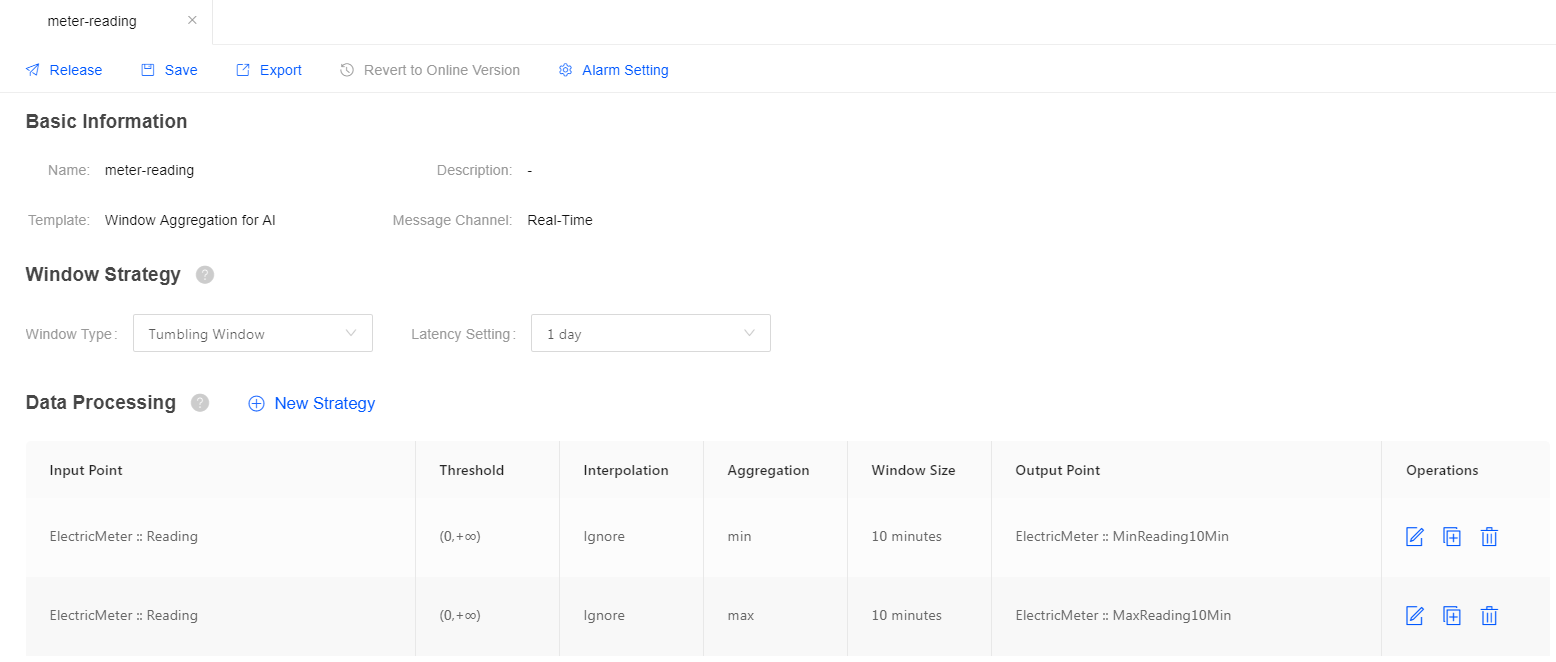 meter-reading
Release Save Export Revert to Online Version Alarm Setting
Basic Information
Name: meter-reading Description: -
Template: Window Aggregation for AI Message Channel: Real-Time
Window Strategy ?
Window Type: Tumbling Window Latency Setting: 1 day
Data Processing ? New Strategy
Input Point Threshold Interpolation Aggregation Window Size Output Point Operations
ElectricMeter :: Reading (0,+∞) Ignore min 10 minutes ElectricMeter :: MinReading10Min
ElectricMeter :: Reading (0,+∞) Ignore max 10 minutes ElectricMeter :: MaxReading10Min